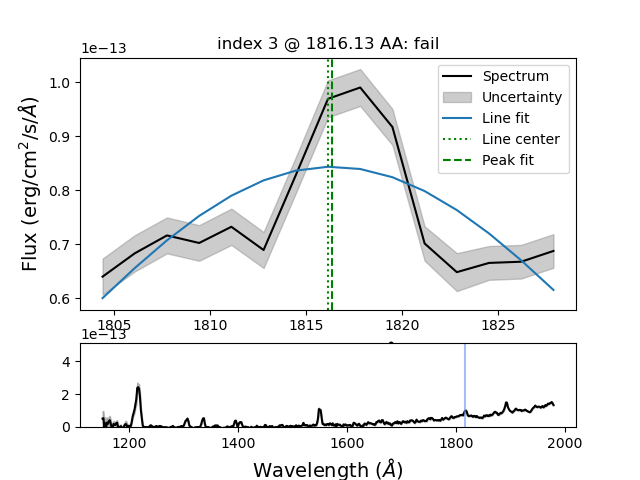 index 3 @ 1816.13 AA: fail
1e−13
Flux (erg/cm²/s/Å)
1.0
0.9
0.8
0.7
0.6
Spectrum
Uncertainty
Line fit
Line center
Peak fit
1805 1810 1815 1820 1825
1e−13
4
2
0
1200 1400 1600 1800 2000
Wavelength (Å)